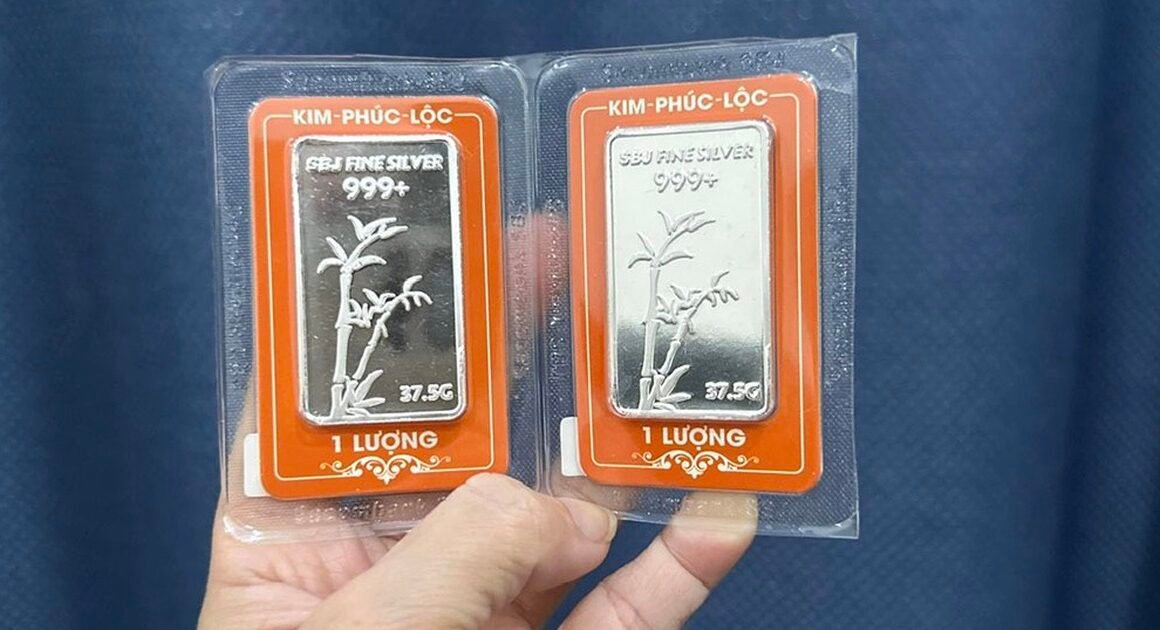 KIM-PHÚC-LỘC
SBJ FINE SILVER
999+
37.5G
1 LƯỢNG
KIM-PHÚC-LỘC
SBJ FINE SILVER
999+
37.5G
1 LƯỢNG